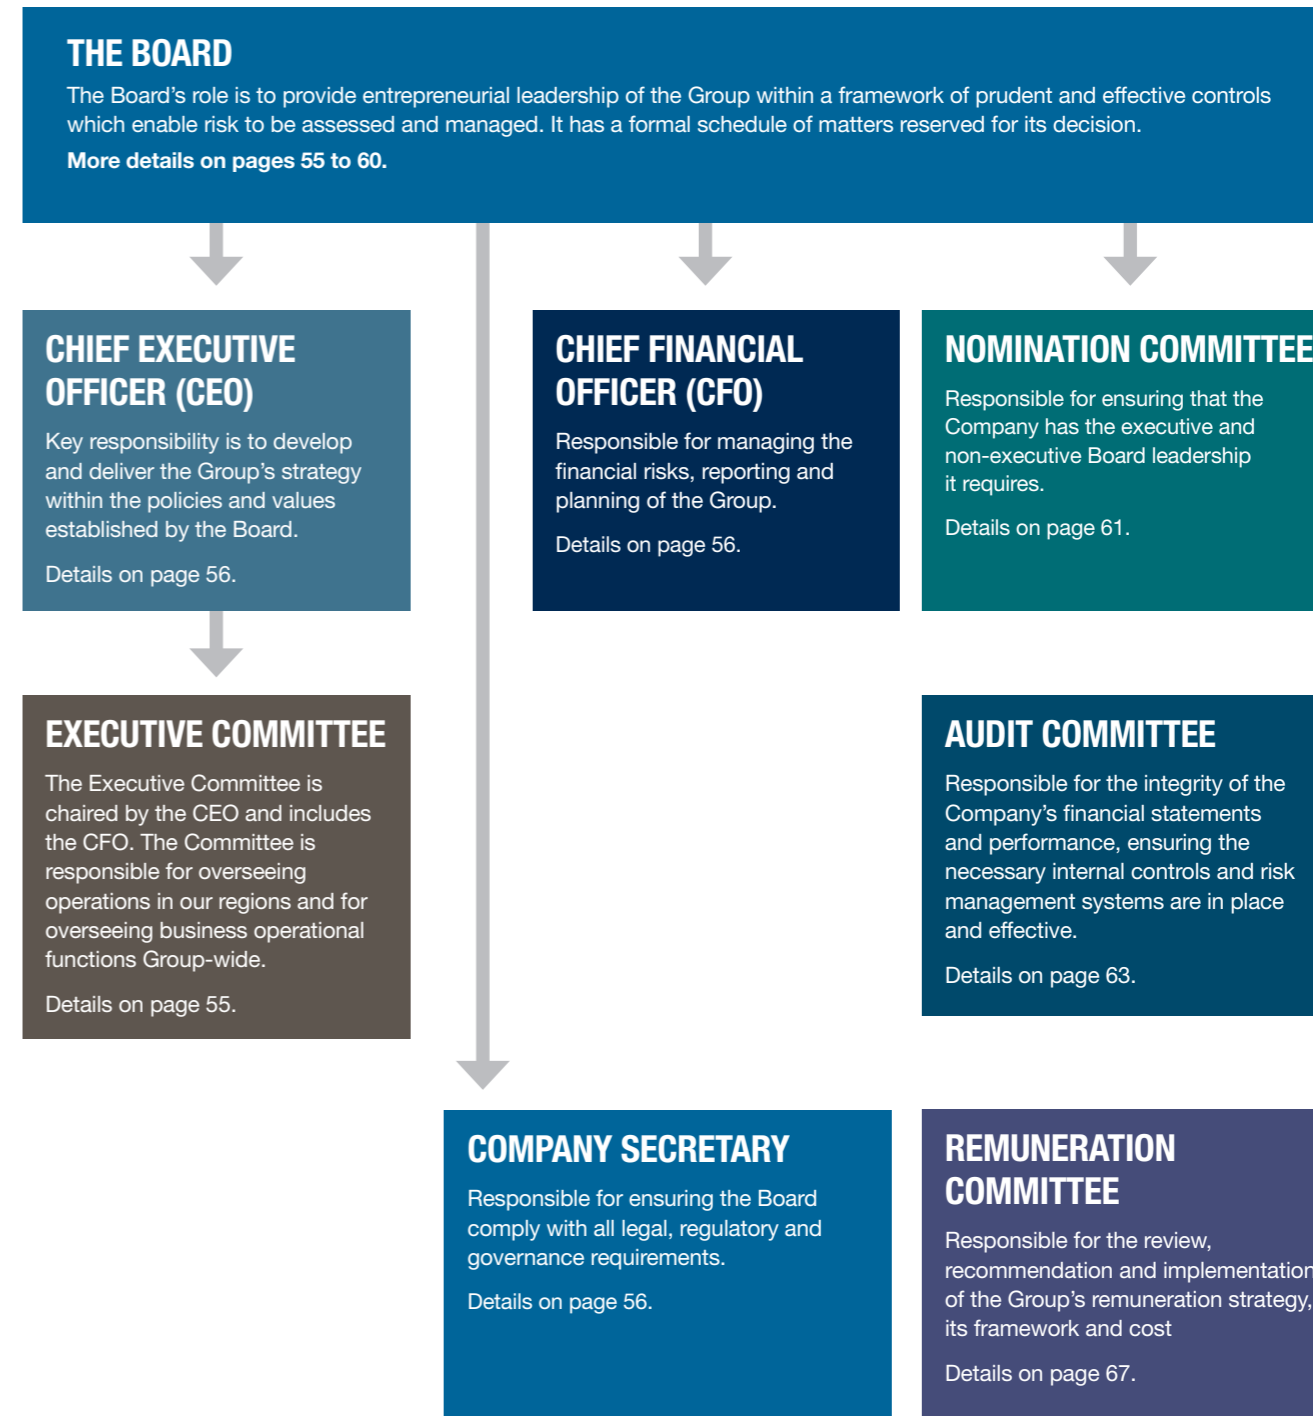 THE BOARD
The Board’s role is to provide entrepreneurial leadership of the Group within a framework of prudent and effective controls
which enable risk to be assessed and managed. It has a formal schedule of matters reserved for its decision.
More details on pages 55 to 60.
CHIEF EXECUTIVE
OFFICER (CEO)
Key responsibility is to develop
and deliver the Group’s strategy
within the policies and values
established by the Board.
Details on page 56.
CHIEF FINANCIAL
OFFICER (CFO)
Responsible for managing the
financial risks, reporting and
planning of the Group.
Details on page 56.
NOMINATION COMMITTEE
Responsible for ensuring that the
Company has the executive and
non-executive Board leadership
it requires.
Details on page 61.
EXECUTIVE COMMITTEE
The Executive Committee is
chaired by the CEO and includes
the CFO. The Committee is
responsible for overseeing
operations in our regions and for
overseeing business operational
functions Group-wide.
Details on page 55.
AUDIT COMMITTEE
Responsible for the integrity of the
Company’s financial statements
and performance, ensuring the
necessary internal controls and risk
management systems are in place
and effective.
Details on page 63.
COMPANY SECRETARY
Responsible for ensuring the Board
comply with all legal, regulatory and
governance requirements.
Details on page 56.
REMUNERATION
COMMITTEE
Responsible for the review,
recommendation and implementation
of the Group’s remuneration strategy,
its framework and cost
Details on page 67.